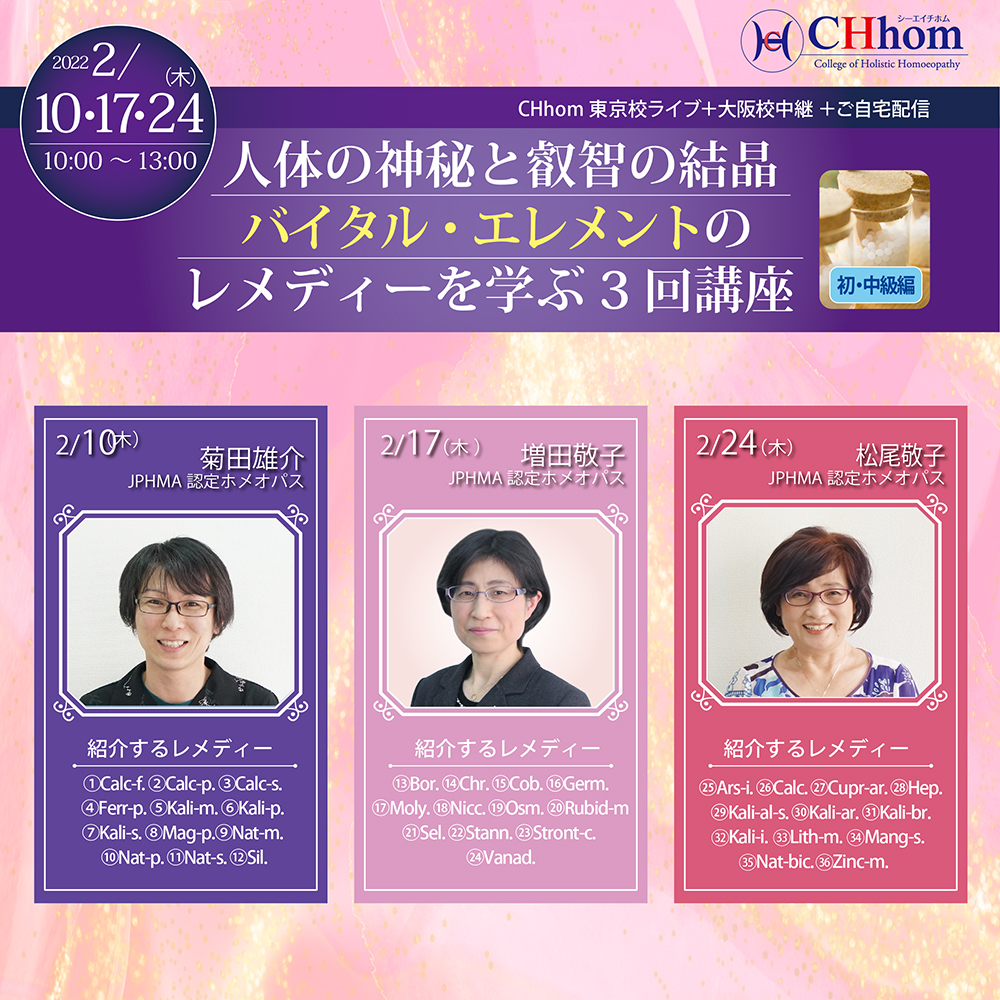 2022 2/
(木)
10・17・24
10:00 〜 13:00
シーエイチホム
CHhom
College of Holistic Homoeopathy
CHhom 東京校ライブ+大阪校中継 +ご自宅配信
人体の神秘と叡智の結晶
バイタル・エレメントの
レメディーを学ぶ 3 回講座
初・中級編
2/10(木)
菊田雄介
JPHMA 認定ホメオパス
紹介するレメディー
①Calc-f. ②Calc-p. ③Calc-s.
④Ferr-p. ⑤Kali-m. ⑥Kali-p.
⑦Kali-s. ⑧Mag-p.⑨Nat-m.
⑩Nat-p. ⑪Nat-s. ⑫Sil.
2/17(木)
増田敬子
JPHMA 認定ホメオパス
紹介するレメディー
⑬Bor. ⑭Chr. ⑮Cob. ⑯Germ.
⑰Moly. ⑱Nicc. ⑲Osm. ⑳Rubid-m
㉑Sel. ㉒Stann. ㉓Stront-c.
㉔Vanad.
2/24(木)
松尾敬子
JPHMA 認定ホメオパス
紹介するレメディー
㉕Ars-i. ㉖Calc. ㉗Cupr-ar. ㉘Hep.
㉙Kali-al-s. ㉚Kali-ar. ㉛Kali-br.
㉜Kali-i. ㉝Lith-m. ㉞Mang-s.
㉟Nat-bic. ㊱Zinc-m.